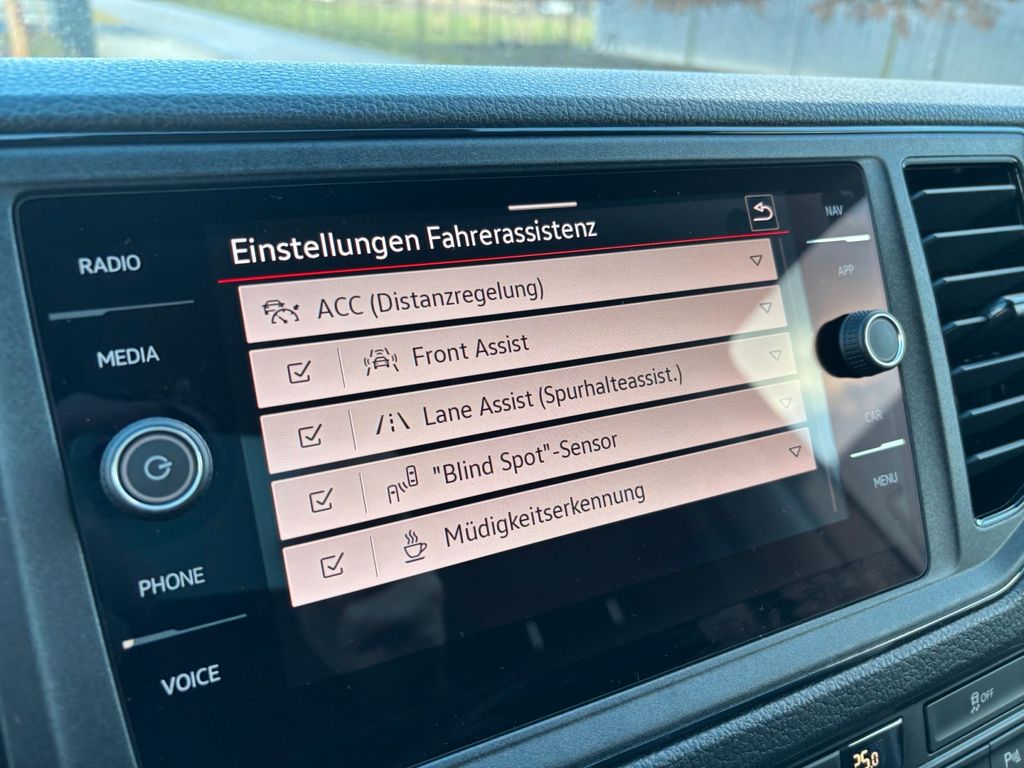 RADIO
MEDIA
PHONE
VOICE
Einstellungen Fahrerassistenz
ACC (Distanzregelung)
Front Assist
Lane Assist (Spurhalteassist.)
"Blind Spot"-Sensor
Müdigkeitserkennung
NAV
APP
CAR
MENU
OFF
25.0
P